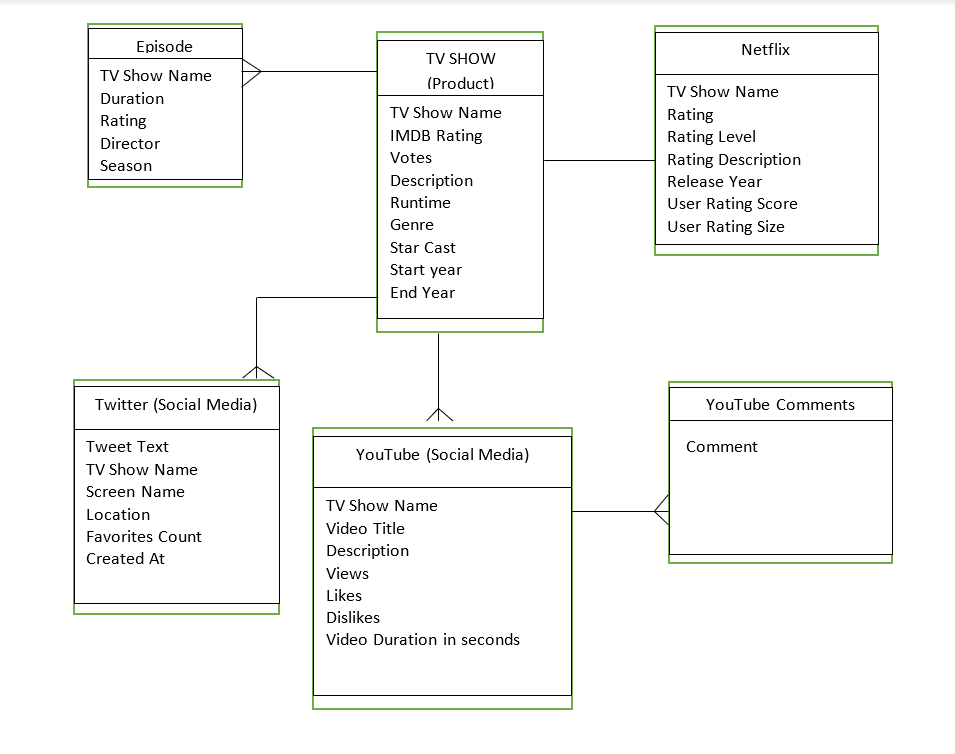 Episode
TV Show Name
Duration
Rating
Director
Season
TV SHOW
(Product)
TV Show Name
IMDB Rating
Votes
Description
Runtime
Genre
Star Cast
Start year
End Year
Netflix
TV Show Name
Rating
Rating Level
Rating Description
Release Year
User Rating Score
User Rating Size
Twitter (Social Media)
Tweet Text
TV Show Name
Screen Name
Location
Favorites Count
Created At
YouTube (Social Media)
TV Show Name
Video Title
Description
Views
Likes
Dislikes
Video Duration in seconds
YouTube Comments
Comment